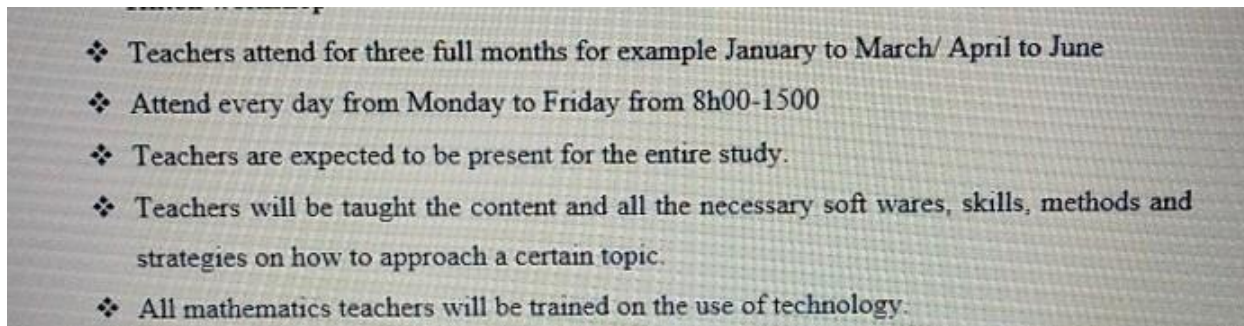 ❖ Teachers attend for three full months for example January to March/ April to June
❖ Attend every day from Monday to Friday from 8h00-1500
❖ Teachers are expected to be present for the entire study.
❖ Teachers will be taught the content and all the necessary soft wares, skills, methods and
strategies on how to approach a certain topic.
❖ All mathematics teachers will be trained on the use of technology.